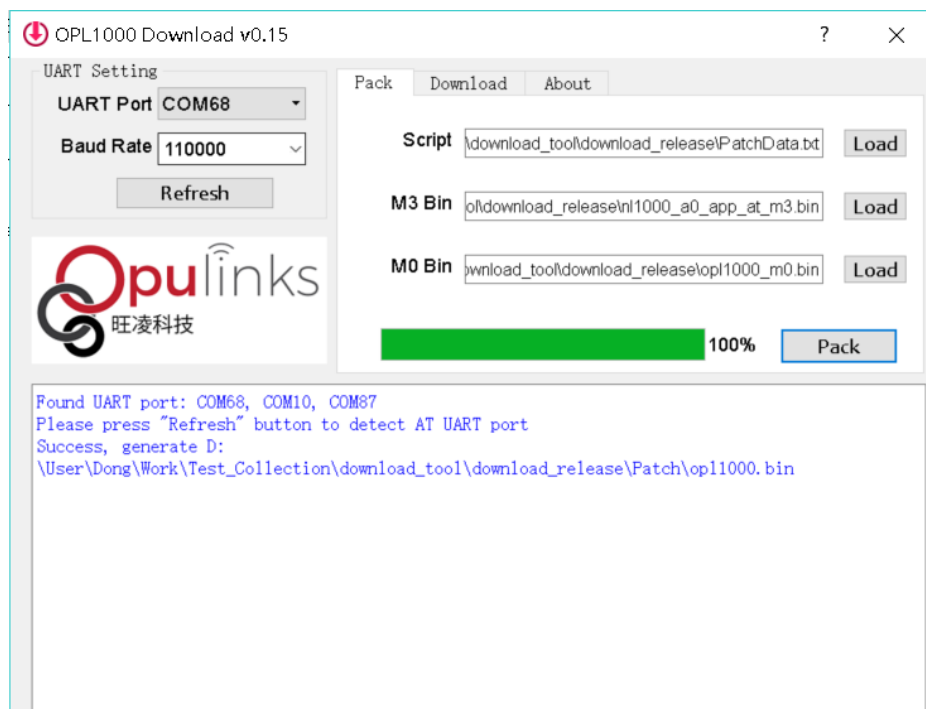 OPL1000 Download v0.15
?
UART Setting
UART Port COM68
Baud Rate 110000
Refresh
Opulinks
旺凌科技
Pack Download About
Script \download_tool\download_release\PatchData.txt Load
M3 Bin ol\download_release\nl1000_a0_app_at_m3.bin Load
M0 Bin ownload_tool\download_release\opl1000_m0.bin Load
100% Pack
Found UART port: COM68, COM10, COM87
Please press "Refresh" button to detect AT UART port
Success, generate D:
\User\Dong\Work\Test_Collection\download_tool\download_release\Patch\opl1000.bin